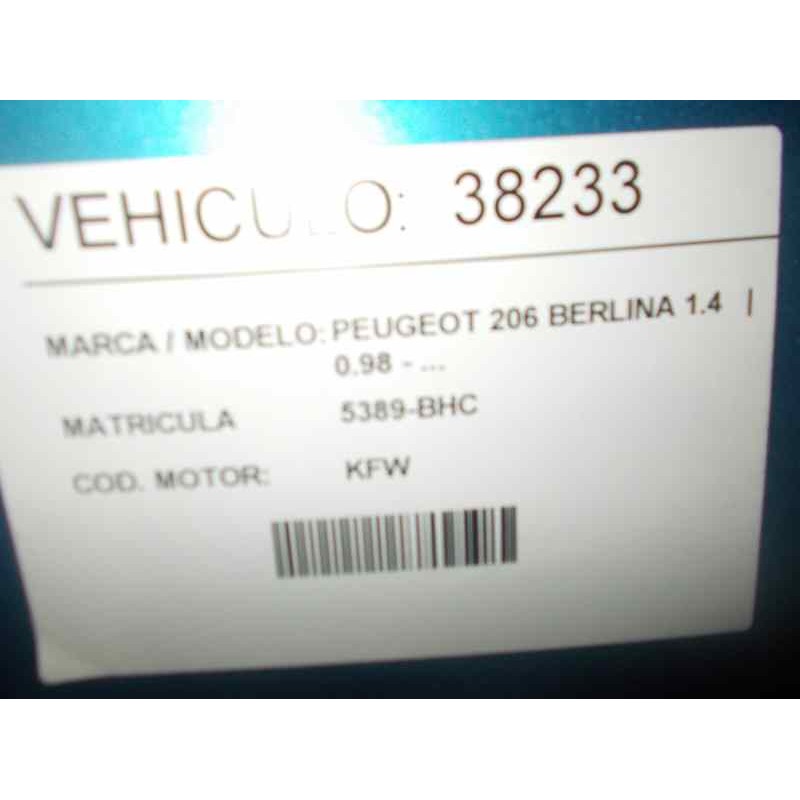 VEHICULO: 38233
MARCA / MODELO: PEUGEOT 206 BERLINA 1.4 |
0.98 - ...
MATRICULA 5389-BHC
COD. MOTOR: KFW